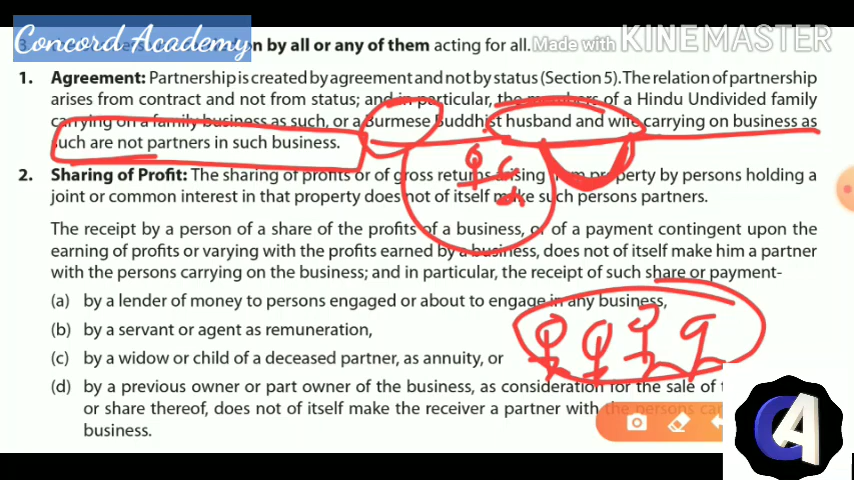 Concord Academy
3. on by all or any of them acting for all. Made with KINEMASTER
1. Agreement: Partnership is created by agreement and not by status (Section 5). The relation of partnership
arises from contract and not from status; and in particular, the members of a Hindu Undivided family
carrying on a family business as such, or a Burmese Buddhist husband and wife carrying on business as
such are not partners in such business.
2. Sharing of Profit: The sharing of profits or of gross returns arising from property by persons holding a
joint or common interest in that property does not of itself make such persons partners.
The receipt by a person of a share of the profits of a business, or of a payment contingent upon the
earning of profits or varying with the profits earned by a business, does not of itself make him a partner
with the persons carrying on the business; and in particular, the receipt of such share or payment-
(a) by a lender of money to persons engaged or about to engage in any business,
(b) by a servant or agent as remuneration,
(c) by a widow or child of a deceased partner, as annuity, or
(d) by a previous owner or part owner of the business, as consideration for the sale of
or share thereof, does not of itself make the receiver a partner with the persons
business.
CA